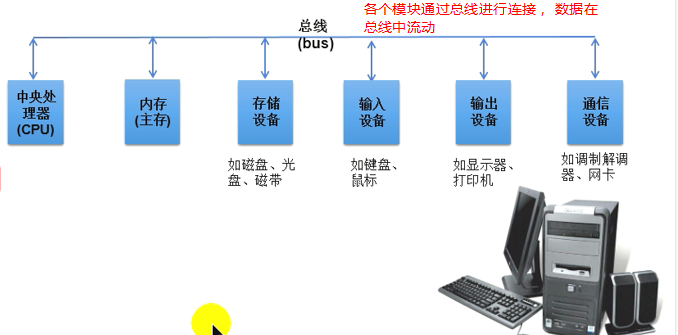 各个模块通过总线进行连接，数据在
总线中流动
总线
(bus)
中央处
理器
(CPU)
内存
(主存)
存储
设备
输入
设备
输出
设备
通信
设备
如磁盘、光
盘、磁带
如键盘、
鼠标
如显示器、
打印机
如调制解调
器、网卡